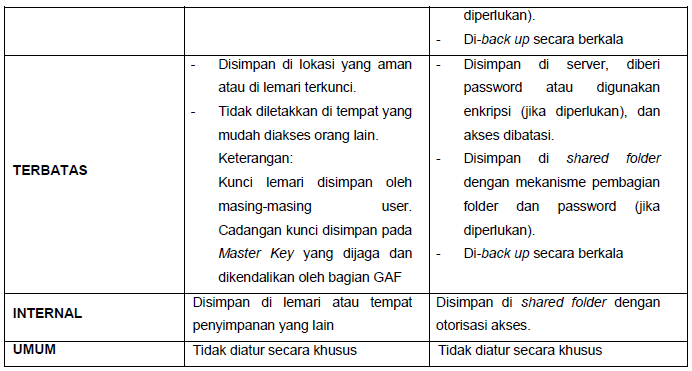 diperlukan).
- Di-back up secara berkala
TERBATAS
- Disimpan di lokasi yang aman
atau di lemari terkunci.
- Tidak diletakkan di tempat yang
mudah diakses orang lain.
Keterangan:
Kunci lemari disimpan oleh
masing-masing user.
Cadangan kunci disimpan pada
Master Key yang dijaga dan
dikendalikan oleh bagian GAF
- Disimpan di server, diberi
password atau digunakan
enkripsi (jika diperlukan), dan
akses dibatasi.
- Disimpan di shared folder
dengan mekanisme pembagian
folder dan password (jika
diperlukan).
- Di-back up secara berkala
INTERNAL
Disimpan di lemari atau tempat
penyimpanan yang lain
Disimpan di shared folder dengan
otorisasi akses.
UMUM
Tidak diatur secara khusus
Tidak diatur secara khusus